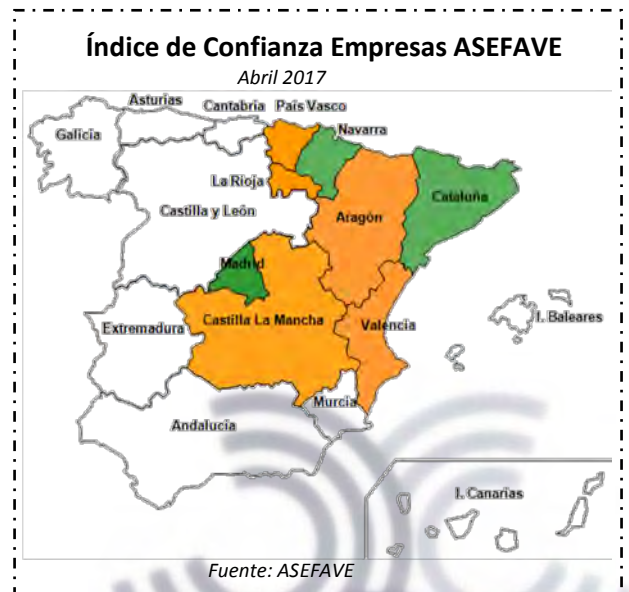 Índice de Confianza Empresas ASEFAVE
Abril 2017
Asturias
Cantabria
País Vasco
Galicia
Navarra
La Rioja
Cataluña
Castilla y León
Aragón
Madrid
I. Baleares
Extremadura
Castilla La Mancha
Valencia
Murcia
Andalucía
I. Canarias
Fuente: ASEFAVE